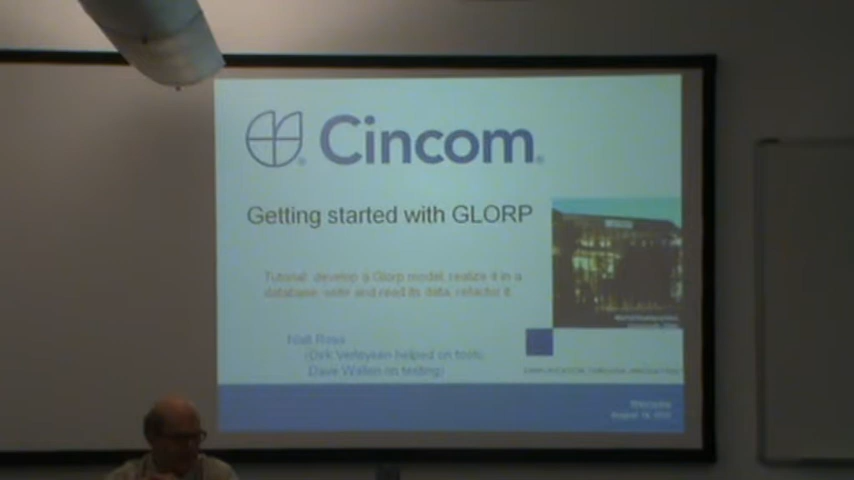 Cincom
Getting started with GLORP
Tutorial: develop a Glorp model, realize it in a
database, write and read its data, refactor it
Niall Ross
(Dirk Verleysen helped on tools,
Dave Wallen on testing)